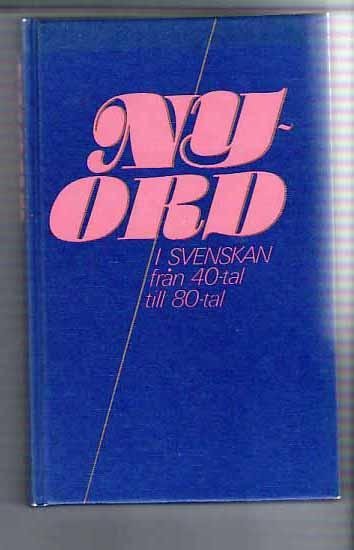 NY-
ORD
I SVENSKAN
från 40-tal
till 80-tal